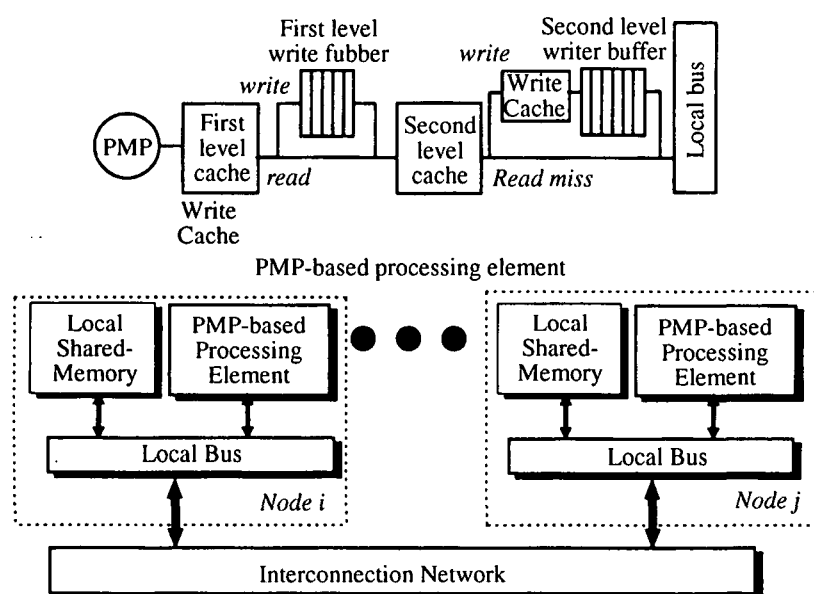 First level
write fubber
Second level
writer buffer
write
write
Write
Cache
Local bus
PMP
First
level
cache
Second
level
cache
read
Read miss
Write
Cache
PMP-based processing element
Local
Shared-
Memory
PMP-based
Processing
Element
Local
Shared-
Memory
PMP-based
Processing
Element
Local Bus
Local Bus
Node i
Node j
Interconnection Network